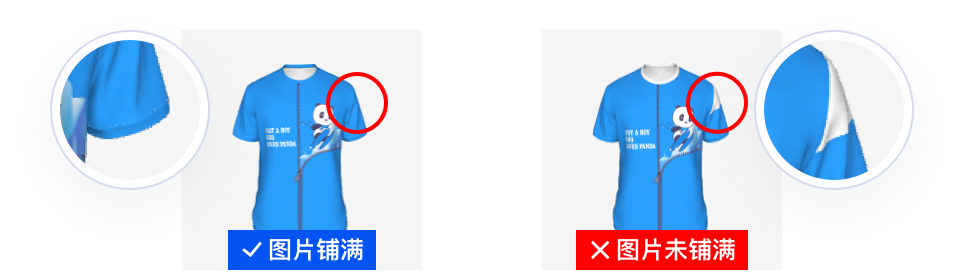 JUST A BOY
WHO
LOVES PANDA
图片铺满
JUST A BOY
WHO
LOVES PANDA
图片未铺满